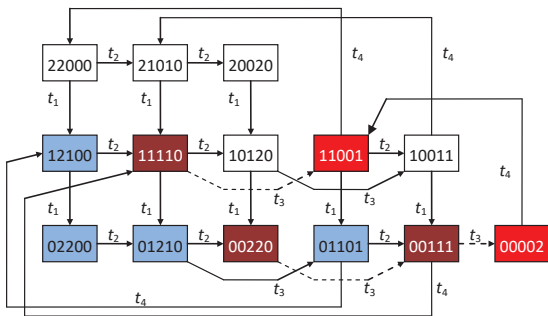 t2 t2 t4 t4
22000 21010 20020
t1 t1 t1
t2 t2 t2 t4
12100 11110 10120 11001 10011
t3 t3
t1 t1 t1 t1 t1
t2 t2 t2 t3
02200 01210 00220 01101 00111 00002
t4 t3 t3 t4